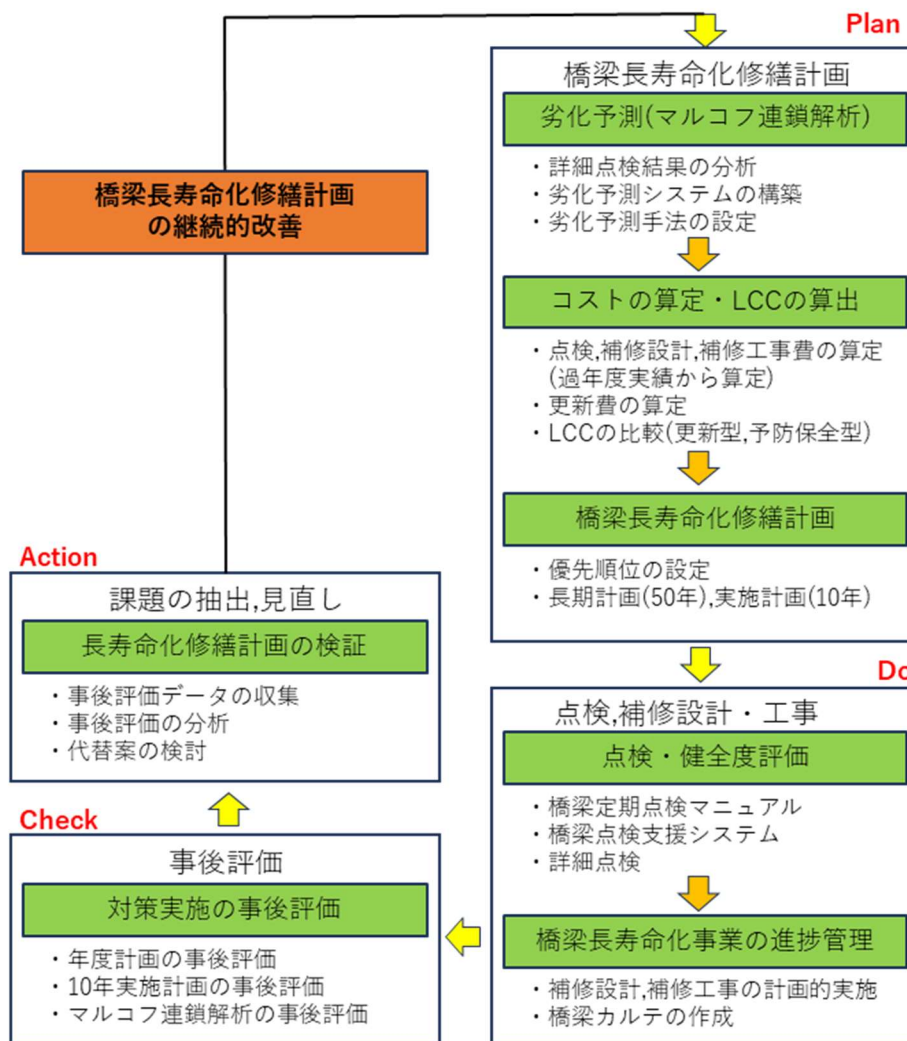 Plan
橋梁長寿命化修繕計画
劣化予測(マルコフ連鎖解析)
・詳細点検結果の分析
・劣化予測システムの構築
・劣化予測手法の設定
コストの算定・LCCの算出
・点検,補修設計,補修工事費の算定
(過年度実績から算定)
・更新費の算定
・LCCの比較(更新型,予防保全型)
橋梁長寿命化修繕計画
・優先順位の設定
・長期計画(50年),実施計画(10年)
Do
点検,補修設計・工事
点検・健全度評価
・橋梁定期点検マニュアル
・橋梁点検支援システム
・詳細点検
橋梁長寿命化事業の進捗管理
・補修設計,補修工事の計画的実施
・橋梁カルテの作成
Check
事後評価
対策実施の事後評価
・年度計画の事後評価
・10年実施計画の事後評価
・マルコフ連鎖解析の事後評価
Action
課題の抽出,見直し
長寿命化修繕計画の検証
・事後評価データの収集
・事後評価の分析
・代替案の検討
橋梁長寿命化修繕計画
の継続的改善